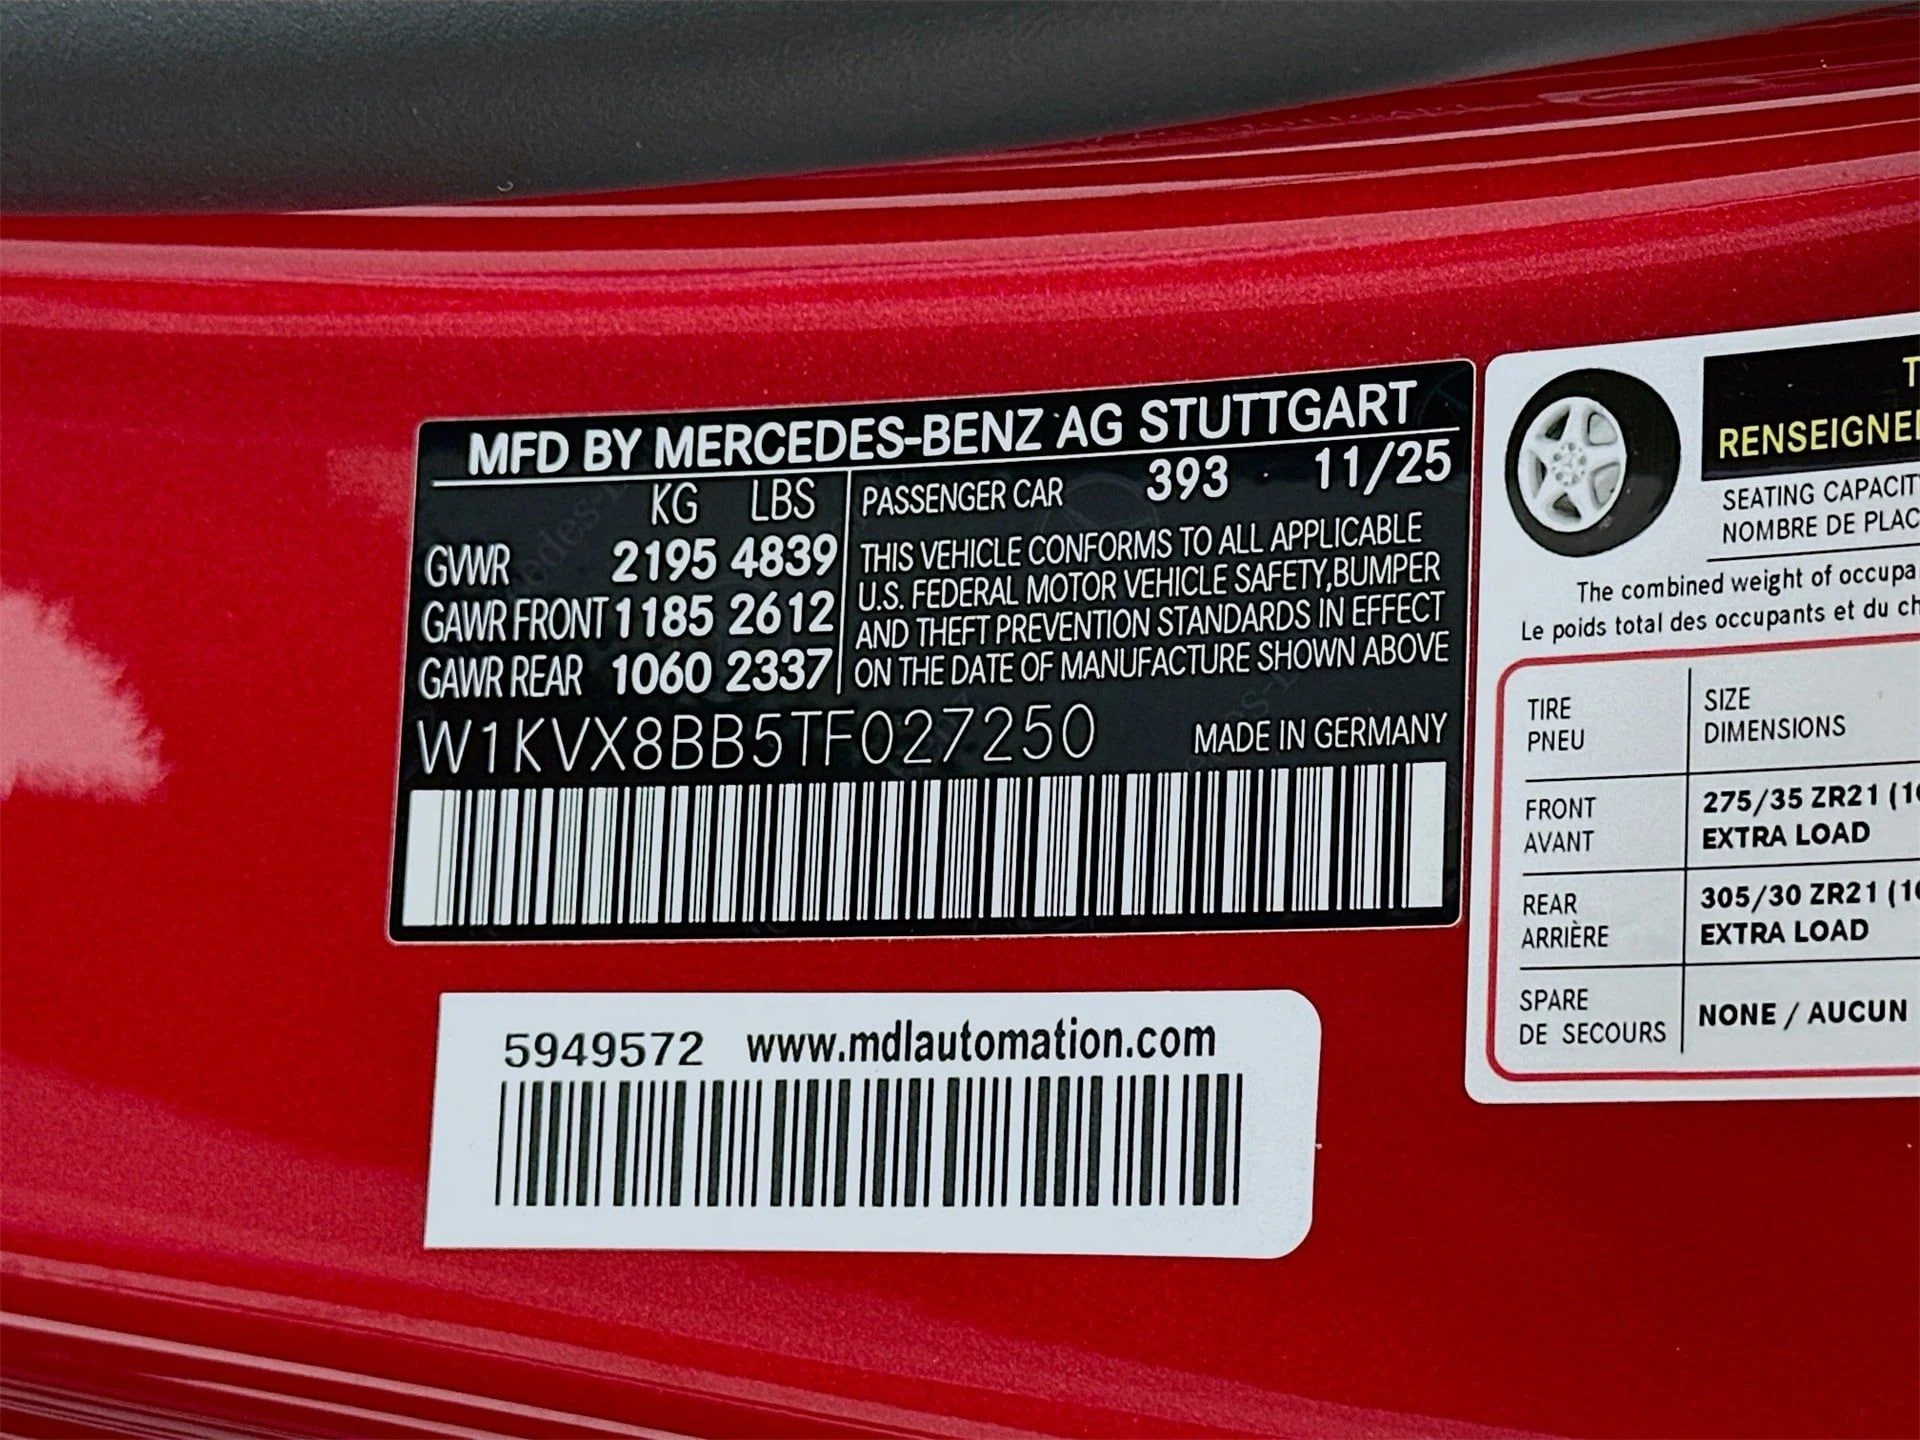 MFD BY MERCEDES-BENZ AG STUTTGART
KG LBS
GVWR 2195 4839
GAWR FRONT 1185 2612
GAWR REAR 1060 2337
PASSENGER CAR 393 11/25
THIS VEHICLE CONFORMS TO ALL APPLICABLE
U.S. FEDERAL MOTOR VEHICLE SAFETY,BUMPER
AND THEFT PREVENTION STANDARDS IN EFFECT
ON THE DATE OF MANUFACTURE SHOWN ABOVE
W1KVX8BB5TF027250 MADE IN GERMANY
5949572 www.mdlautomation.com
T
RENSEIGNE
SEATING CAPACIT
NOMBRE DE PLAC
The combined weight of occupa
Le poids total des occupants et du ch
TIRE
PNEU
SIZE
DIMENSIONS
FRONT
AVANT
275/35 ZR21 (10
EXTRA LOAD
REAR
ARRIÈRE
305/30 ZR21 (10
EXTRA LOAD
SPARE
DE SECOURS
NONE / AUCUN